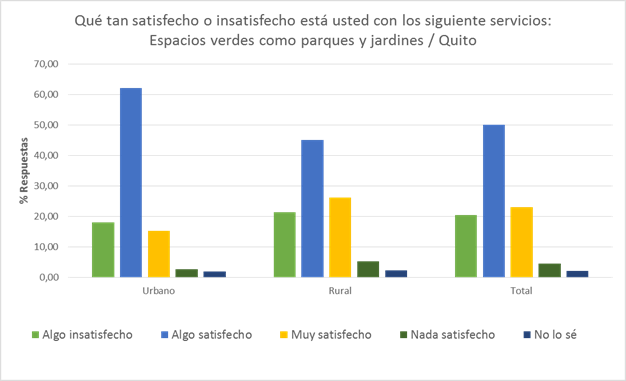 Qué tan satisfecho o insatisfecho está usted con los siguiente servicios:
Espacios verdes como parques y jardines / Quito
70,00
60,00
50,00
40,00
30,00
20,00
10,00
0,00
% Respuestas
Urbano Rural Total
Algo insatisfecho Algo satisfecho Muy satisfecho Nada satisfecho No lo sé